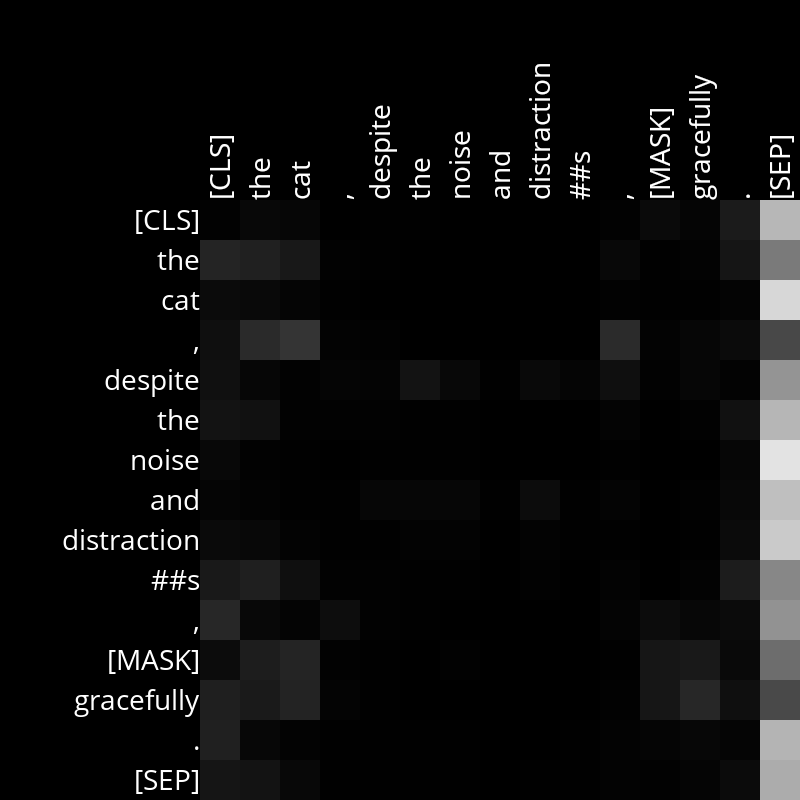 [CLS] the cat , despite the noise and distraction ##s , [MASK] gracefully . [SEP]
[CLS]
the
cat
,
despite
the
noise
and
distraction
##s
,
[MASK]
gracefully
.
[SEP]